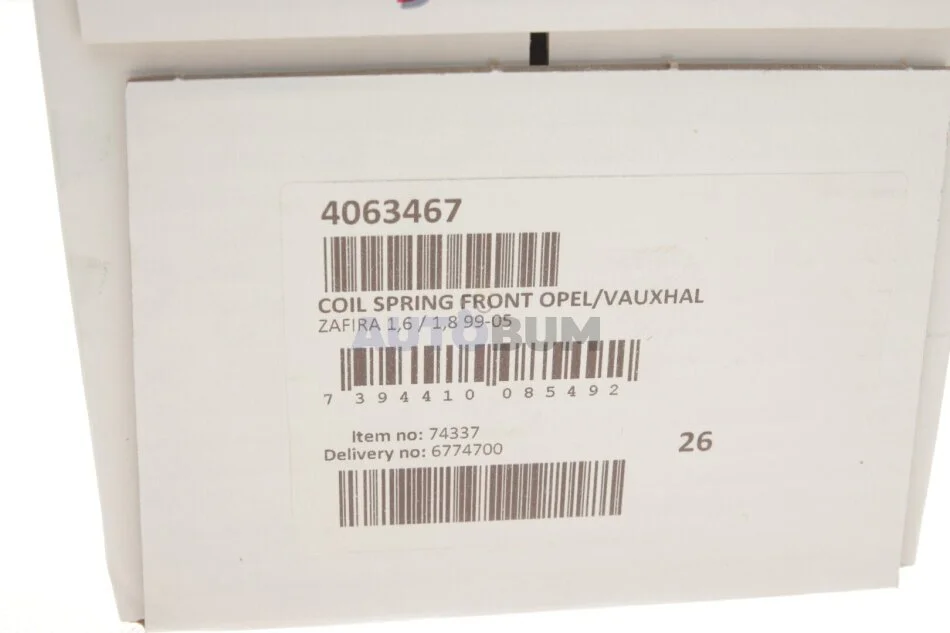 4063467
COIL SPRING FRONT OPEL/VAUXHAL
ZAFIRA 1,6 / 1,8 99-05
AUTOBUM
7 394410 085492
Item no: 74337
Delivery no: 6774700
26